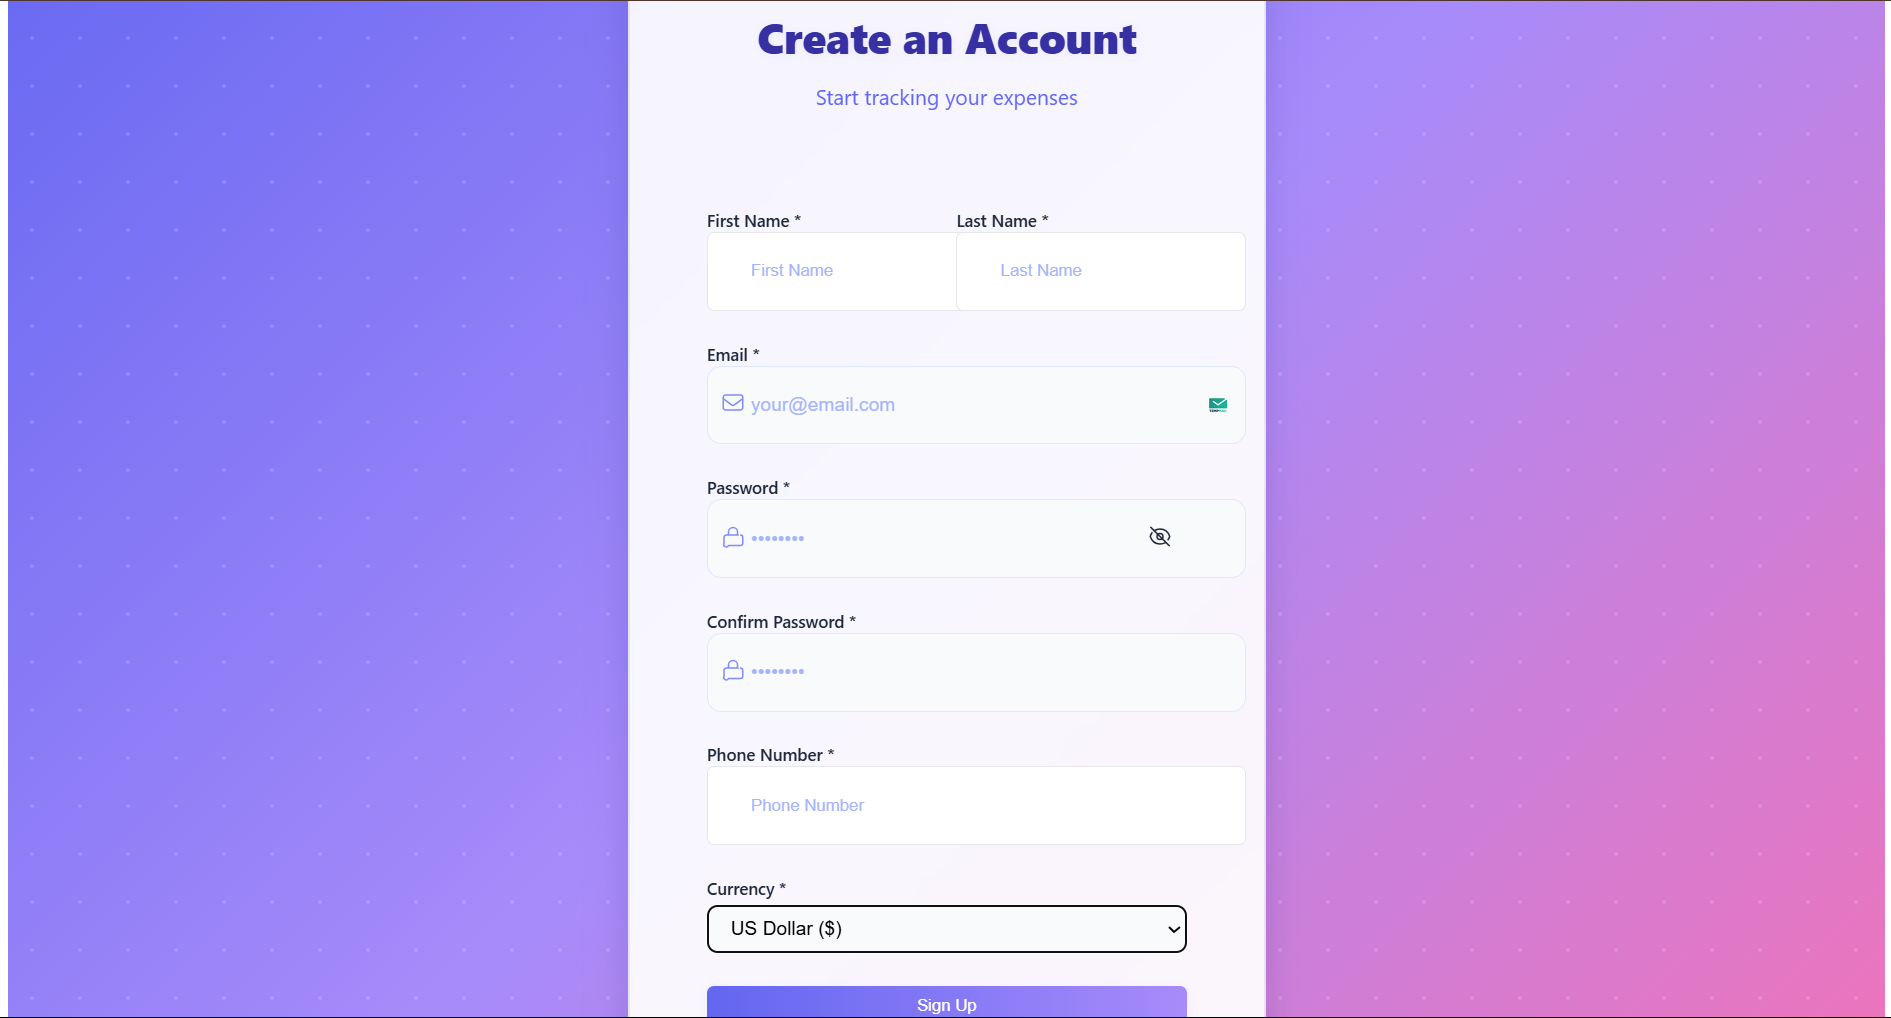 Create an Account
Start tracking your expenses
First Name * Last Name *
First Name Last Name
Email *
your@email.com
Password *
••••••••
Confirm Password *
••••••••
Phone Number *
Phone Number
Currency *
US Dollar ($)
Sign Up